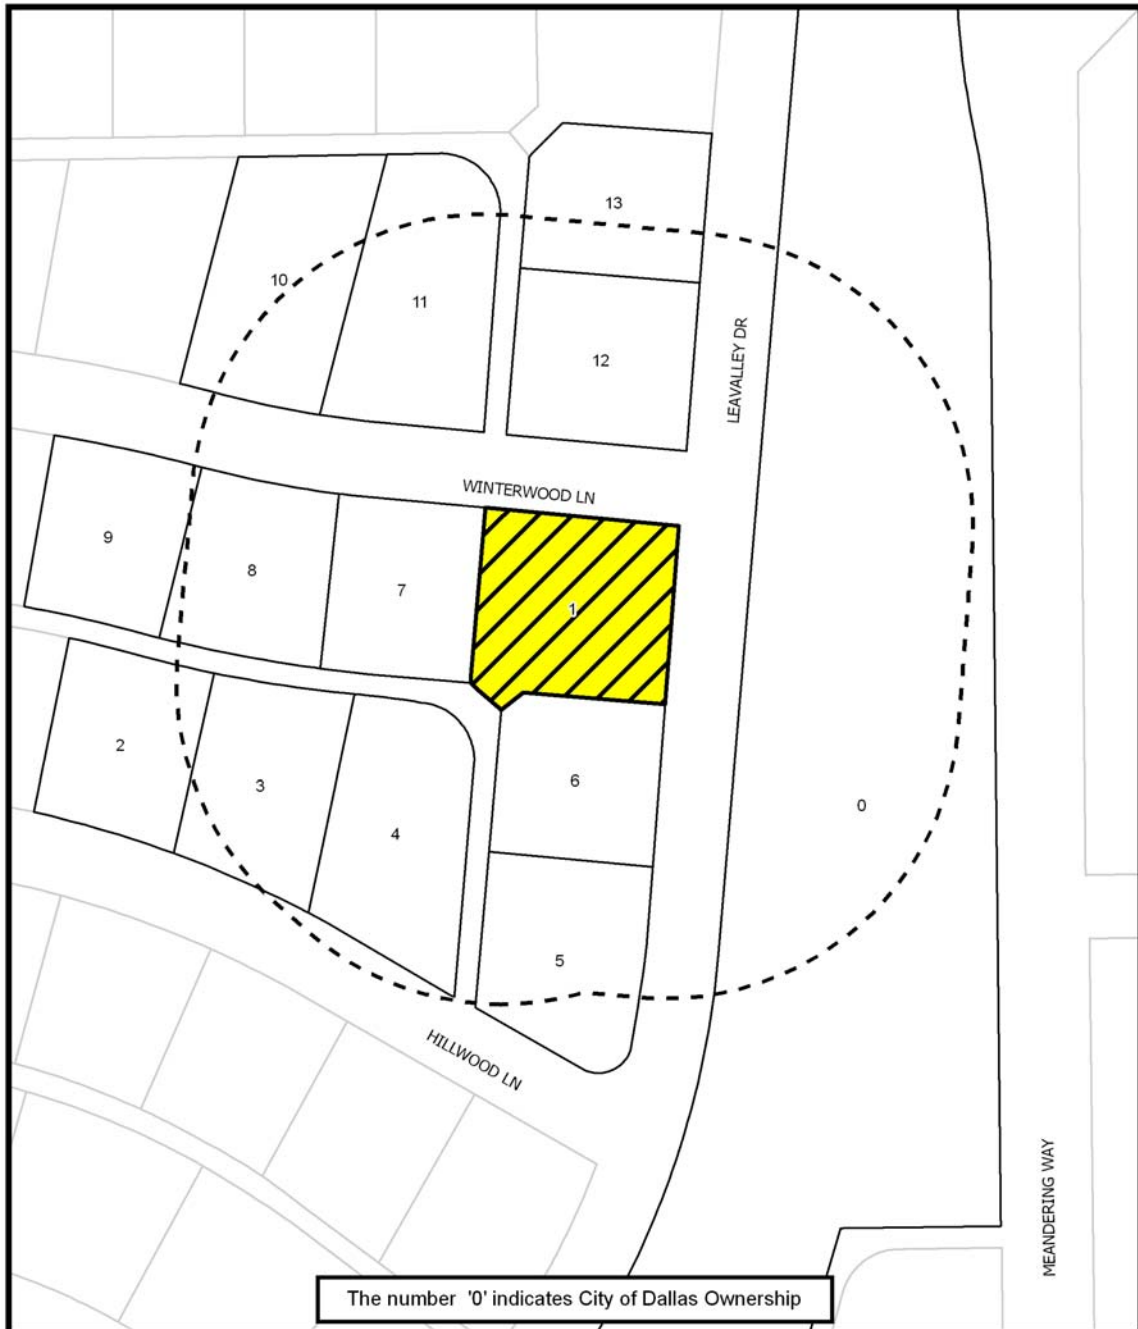 13
10
11
12
LEAVALLEY DR
WINTERWOOD LN
9
8
7
1
2
3
6
4
0
5
HILLWOOD LN
MEANDERING WAY
The number '0' indicates City of Dallas Ownership